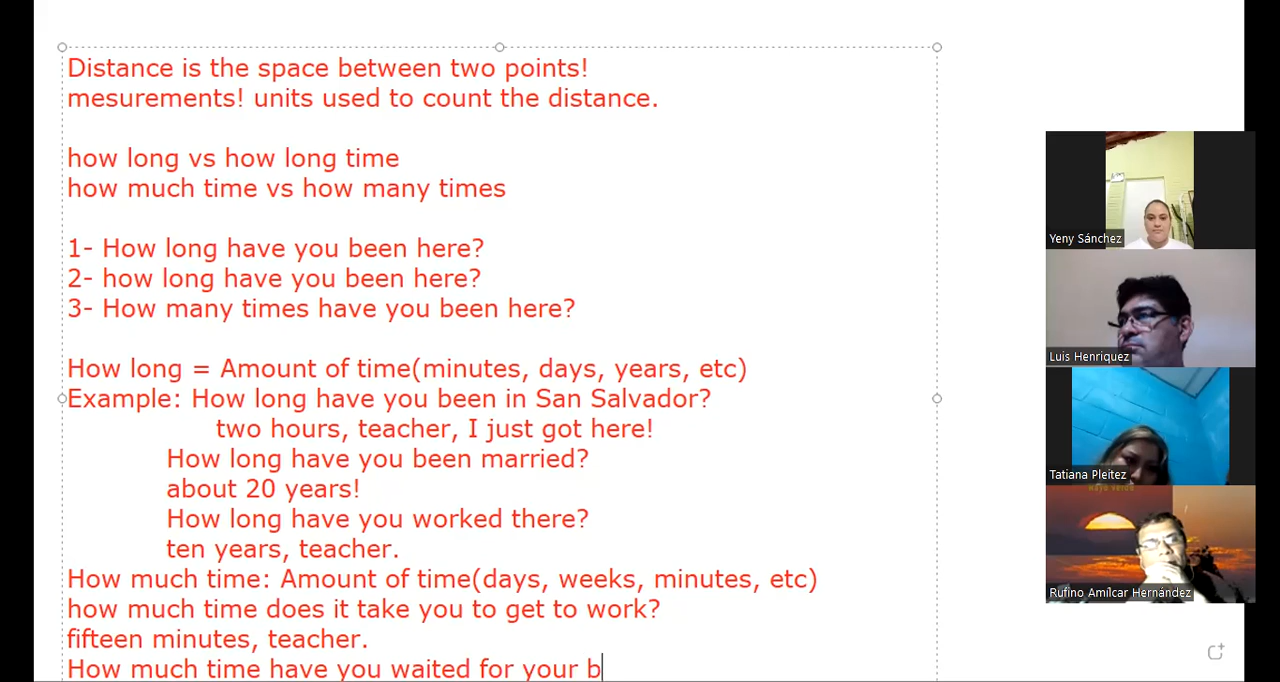 Distance is the space between two points!
mesurements! units used to count the distance.
how long vs how long time
how much time vs how many times
1- How long have you been here?
2- how long have you been here?
3- How many times have you been here?
How long = Amount of time(minutes, days, years, etc)
Example: How long have you been in San Salvador?
two hours, teacher, I just got here!
How long have you been married?
about 20 years!
How long have you worked there?
ten years, teacher.
How much time: Amount of time(days, weeks, minutes, etc)
how much time does it take you to get to work?
fifteen minutes, teacher.
How much time have you waited for your b
Yeny Sánchez
Luis Henriquez
Tatiana Pleitez
Rufino Amílcar Hernández